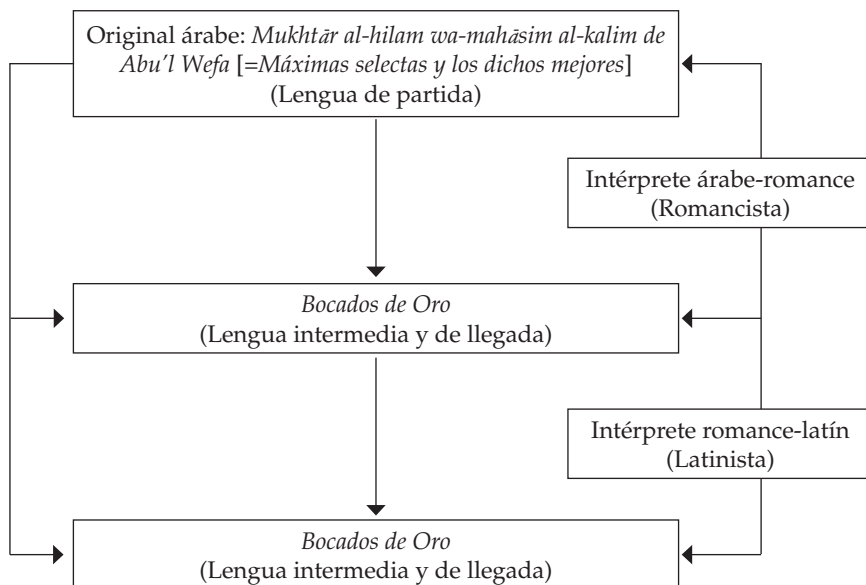 Original árabe: Mukhtār al-hilam wa-mahāsim al-kalim de
Abu’l Wefa [=Máximas selectas y los dichos mejores]
(Lengua de partida)
Intérprete árabe-romance
(Romancista)
Bocados de Oro
(Lengua intermedia y de llegada)
Intérprete romance-latín
(Latinista)
Bocados de Oro
(Lengua intermedia y de llegada)